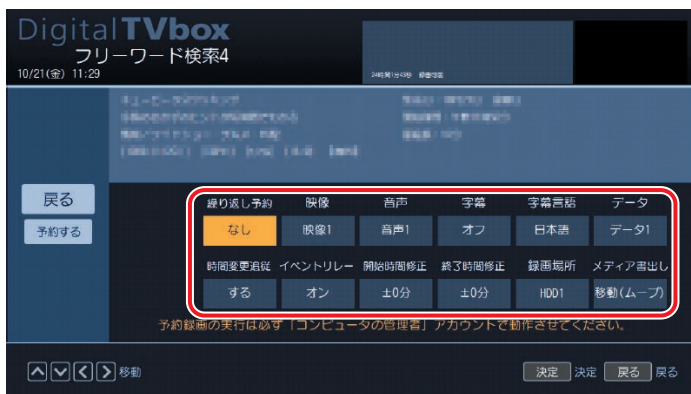 DigitalTVbox
フリーワード検索4
10/21(金) 11:29
戻る
予約する
繰り返し予約 映像 音声 字幕 字幕言語 データ
なし 映像1 音声1 オフ 日本語 データ1
時間変更追従 イベントリレー 開始時間修正 終了時間修正 録画場所 メディア書出し
する オン ±0分 ±0分 HDD1 移動(ムーブ)
予約録画の実行は必ず「コンピュータの管理者」アカウントで動作させてください。
移動 決定 決定 戻る 戻る